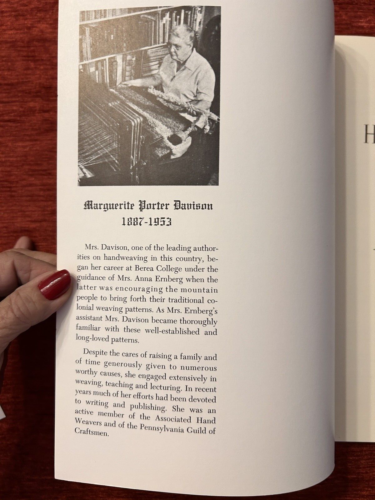 Marguerite Porter Davison
1887-1953
Mrs. Davison, one of the leading author-
ities on handweaving in this country, be-
gan her career at Berea College under the
guidance of Mrs. Anna Ernberg when the
latter was encouraging the mountain
people to bring forth their traditional co-
lonial weaving patterns. As Mrs. Ernberg's
assistant Mrs. Davison became thoroughly
familiar with these well-established and
long-loved patterns.
Despite the cares of raising a family and
of time generously given to numerous
worthy causes, she engaged extensively in
weaving, teaching and lecturing. In recent
years much of her efforts had been devoted
to writing and publishing. She was an
active member of the Associated Hand
Weavers and of the Pennsylvania Guild of
Craftsmen.
H